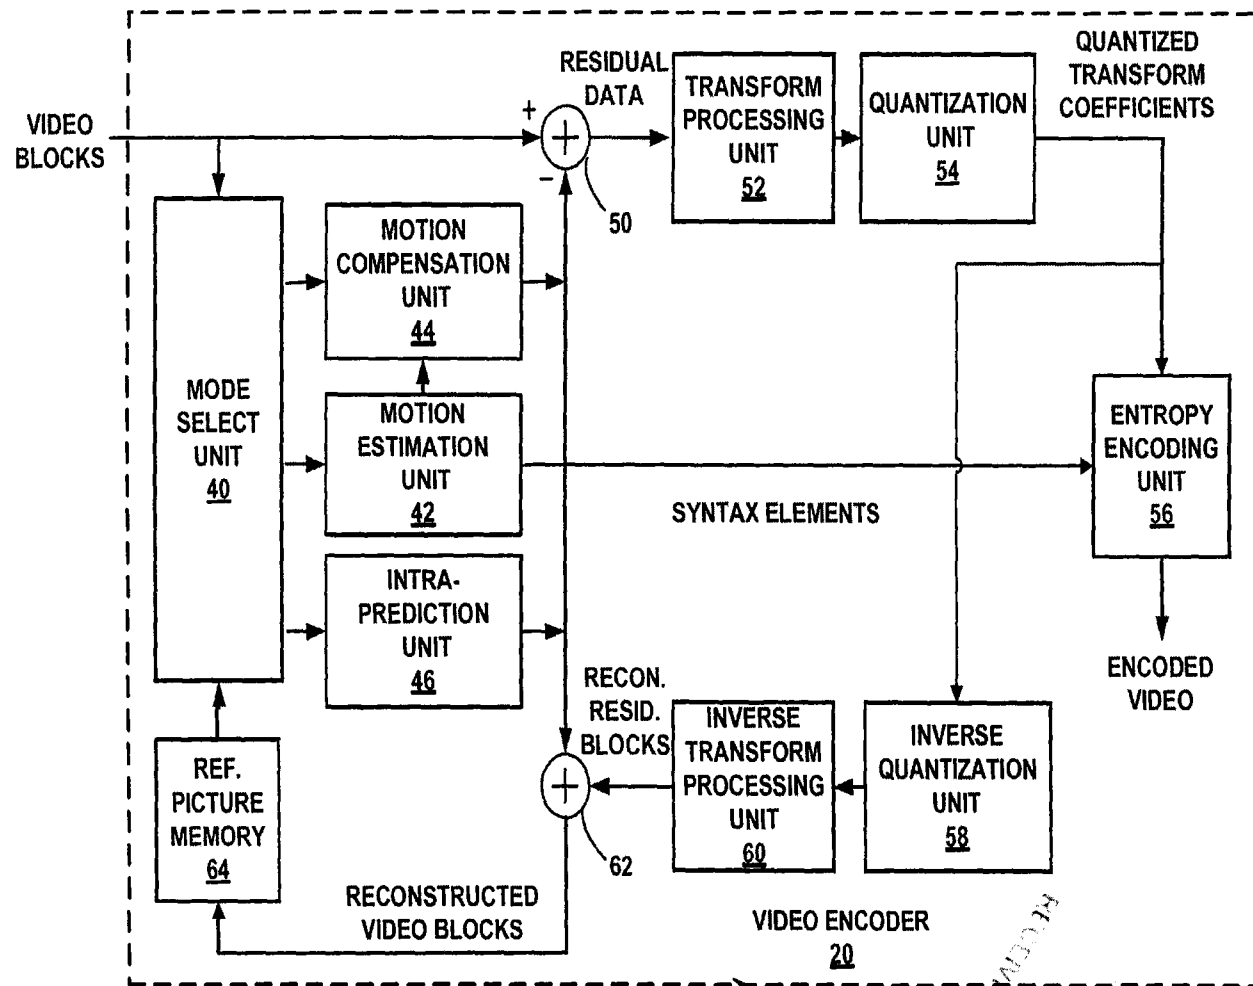 VIDEO
BLOCKS
+
-
RESIDUAL
DATA
50
TRANSFORM
PROCESSING
UNIT
52
QUANTIZATION
UNIT
54
QUANTIZED
TRANSFORM
COEFFICIENTS
MODE
SELECT
UNIT
40
MOTION
COMPENSATION
UNIT
44
MOTION
ESTIMATION
UNIT
42
INTRA-
PREDICTION
UNIT
46
SYNTAX ELEMENTS
ENTROPY
ENCODING
UNIT
56
ENCODED
VIDEO
REF.
PICTURE
MEMORY
64
RECON.
RESID.
BLOCKS
62
INVERSE
TRANSFORM
PROCESSING
UNIT
60
INVERSE
QUANTIZATION
UNIT
58
RECONSTRUCTED
VIDEO BLOCKS
VIDEO ENCODER
20